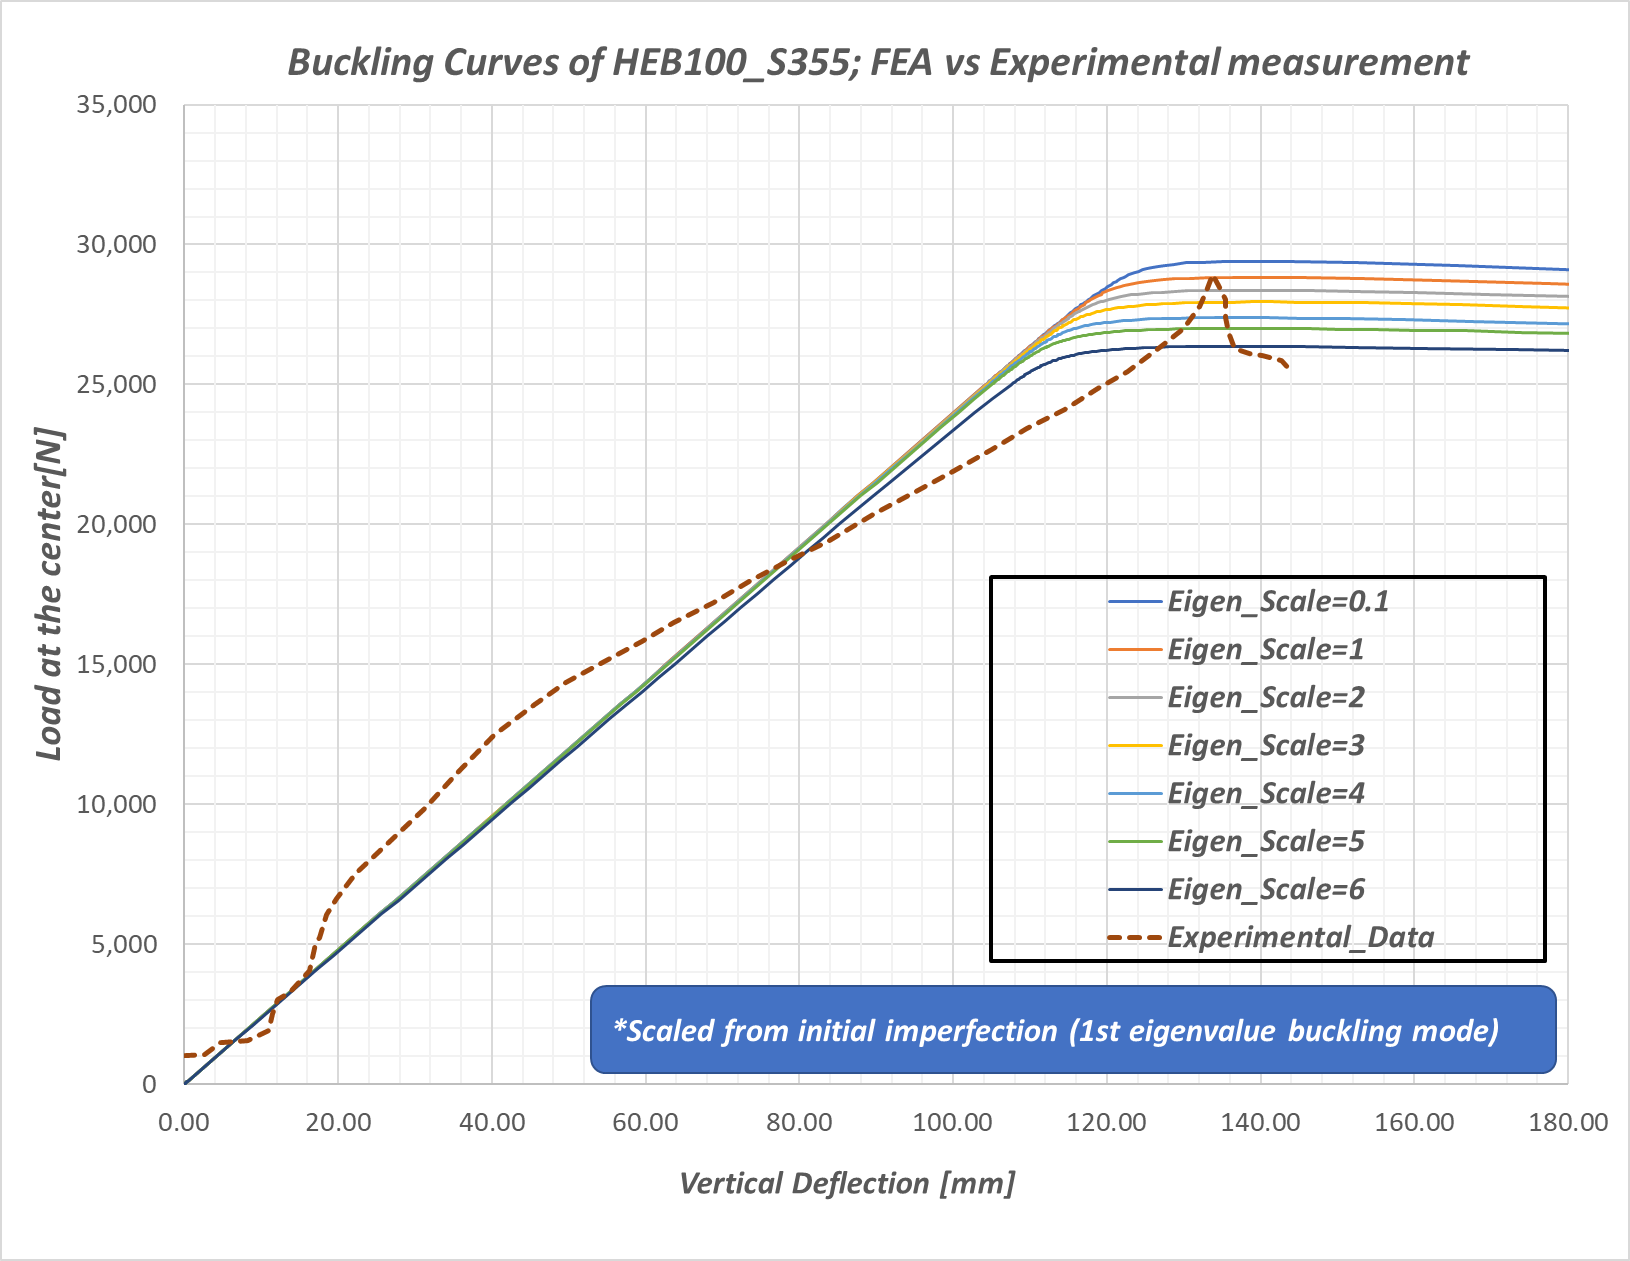 Buckling Curves of HEB100_S355; FEA vs Experimental measurement
35,000
30,000
25,000
20,000
15,000
10,000
5,000
0
Load at the center[N]
Eigen_Scale=0.1
Eigen_Scale=1
Eigen_Scale=2
Eigen_Scale=3
Eigen_Scale=4
Eigen_Scale=5
Eigen_Scale=6
Experimental_Data
*Scaled from initial imperfection (1st eigenvalue buckling mode)
0.00 20.00 40.00 60.00 80.00 100.00 120.00 140.00 160.00 180.00
Vertical Deflection [mm]